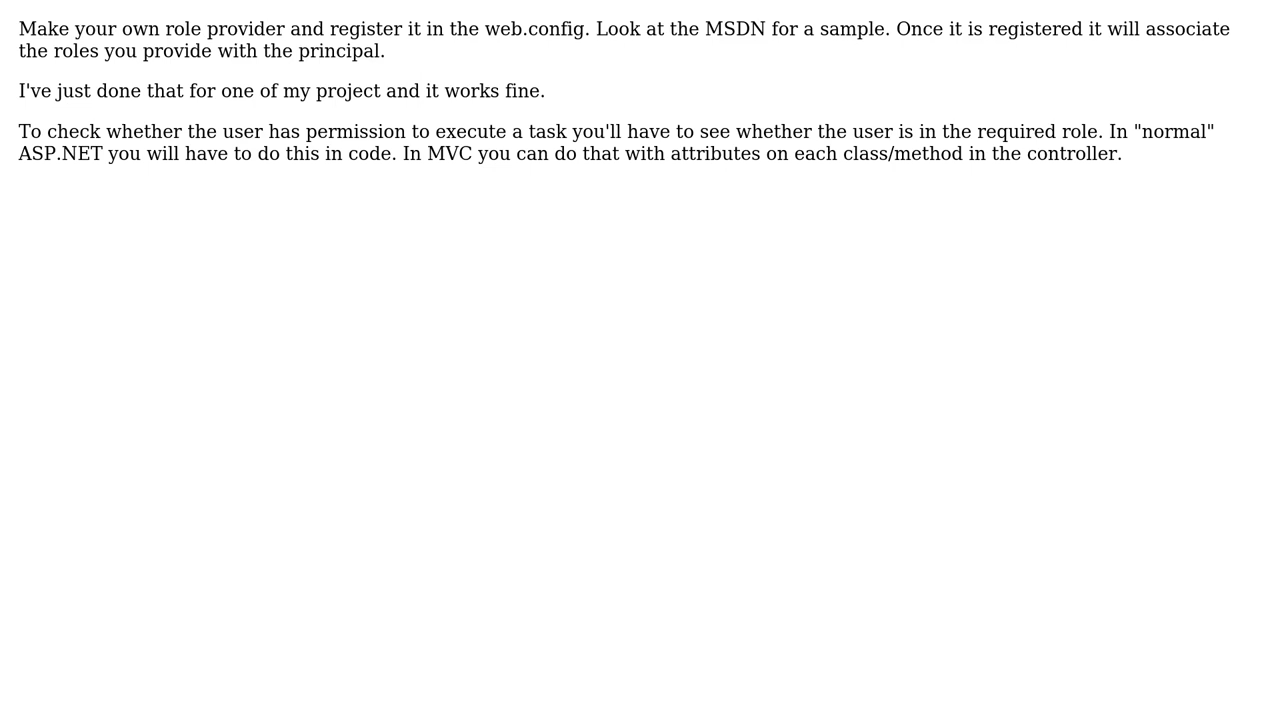 Make your own role provider and register it in the web.config. Look at the MSDN for a sample. Once it is registered it will associate
the roles you provide with the principal.
I've just done that for one of my project and it works fine.
To check whether the user has permission to execute a task you'll have to see whether the user is in the required role. In "normal"
ASP.NET you will have to do this in code. In MVC you can do that with attributes on each class/method in the controller.